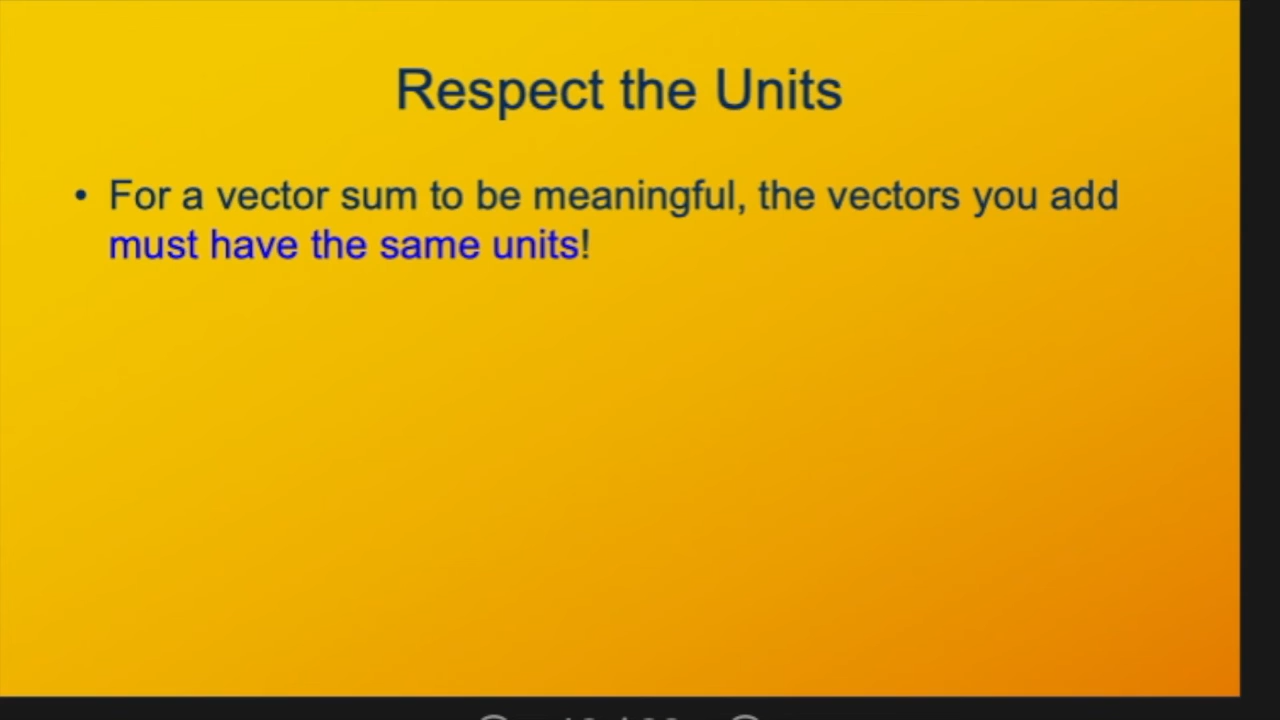 Respect the Units
• For a vector sum to be meaningful, the vectors you add
must have the same units!